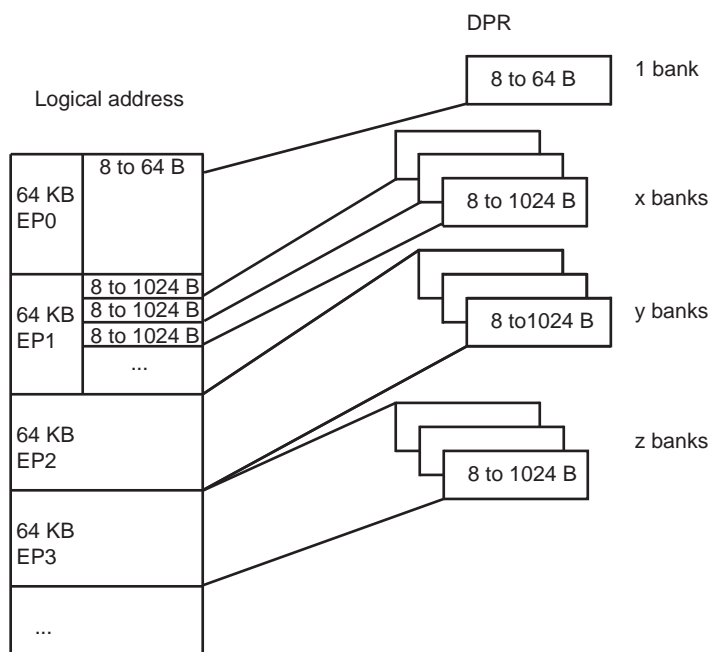 DPR
8 to 64 B
1 bank
Logical address
8 to 64 B
64 KB
EP0
8 to 1024 B
x banks
8 to 1024 B
8 to 1024 B
8 to 1024 B
64 KB
EP1
...
8 to1024 B
y banks
64 KB
EP2
8 to 1024 B
z banks
64 KB
EP3
...